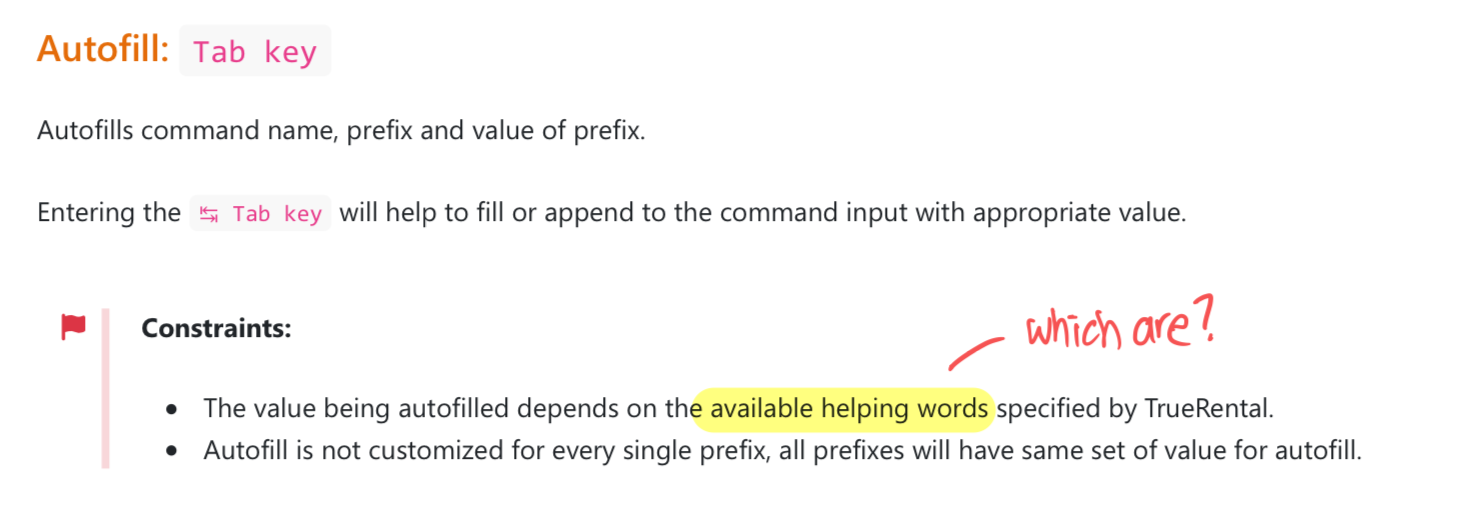 Autofill: Tab key
Autofills command name, prefix and value of prefix.
Entering the ⭾ Tab key will help to fill or append to the command input with appropriate value.
which are?
Constraints:
The value being autofilled depends on the available helping words specified by TrueRental.
Autofill is not customized for every single prefix, all prefixes will have same set of value for autofill.